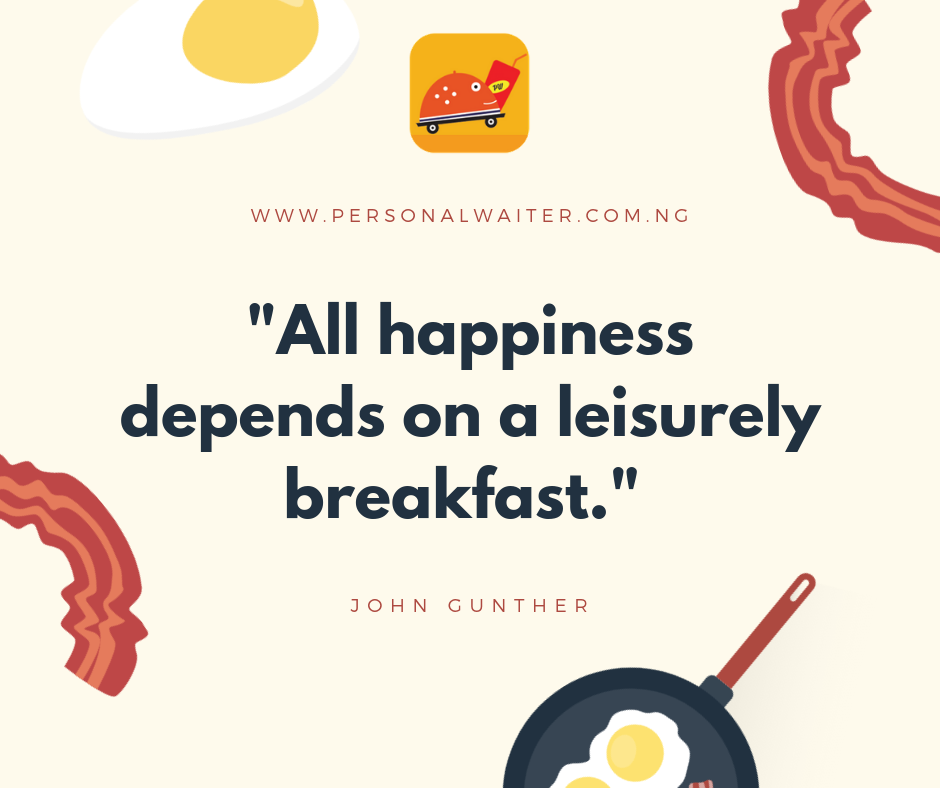 WWW.PERSONALWAITER.COM.NG
"All happiness
depends on a leisurely
breakfast."
JOHN GUNTHER